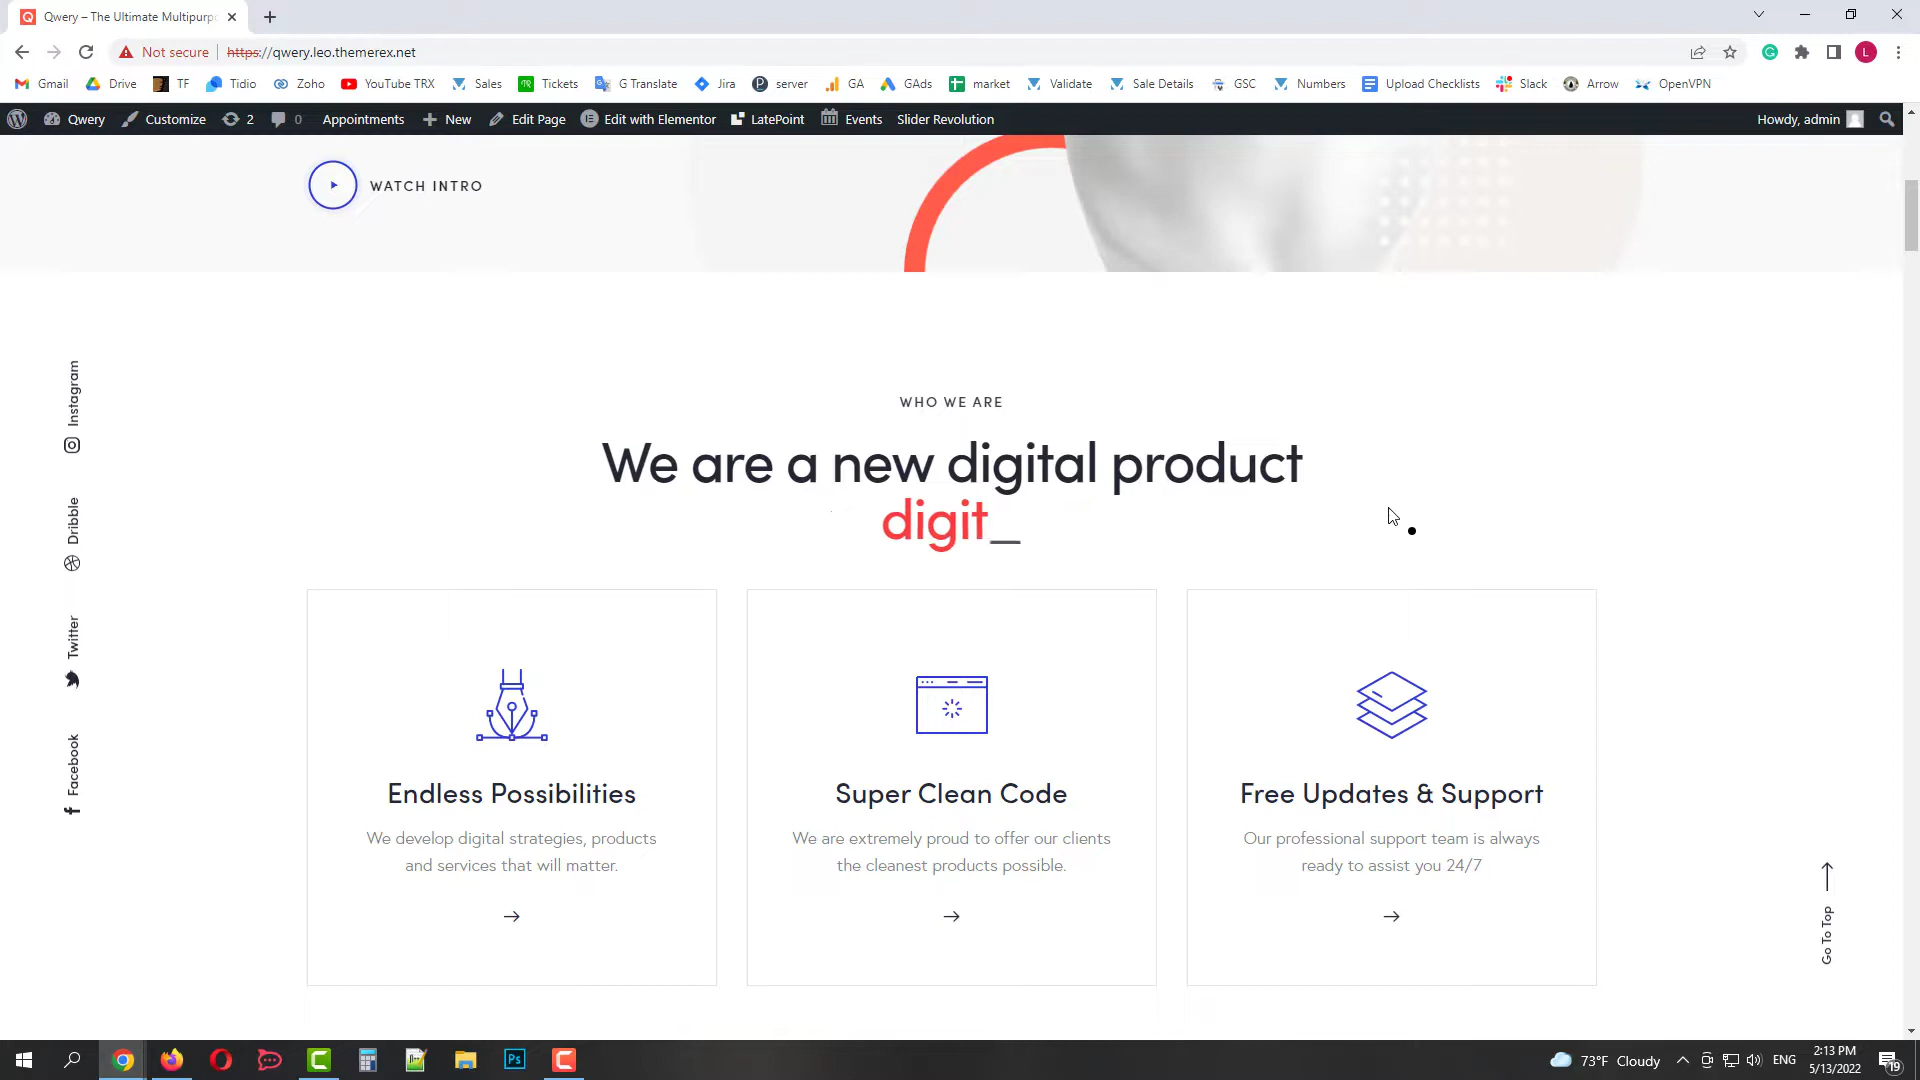 Qwery – The Ultimate Multipurp
Not secure https://qwery.leo.themerex.net
Gmail Drive TF Tidio Zoho YouTube TRX Sales Tickets G Translate Jira server GA GAds market Validate Sale Details GSC Numbers Upload Checklists Slack Arrow OpenVPN
Qwery Customize 2 0 Appointments New Edit Page Edit with Elementor LatePoint Events Slider Revolution Howdy, admin
WATCH INTRO
Instagram
Dribble
Twitter
Facebook
WHO WE ARE
We are a new digital product
digit_
Endless Possibilities
We develop digital strategies, products
and services that will matter.
Super Clean Code
We are extremely proud to offer our clients
the cleanest products possible.
Free Updates & Support
Our professional support team is always
ready to assist you 24/7
Go To Top
Ps
73°F Cloudy
ENG
2:13 PM
5/13/2022
19